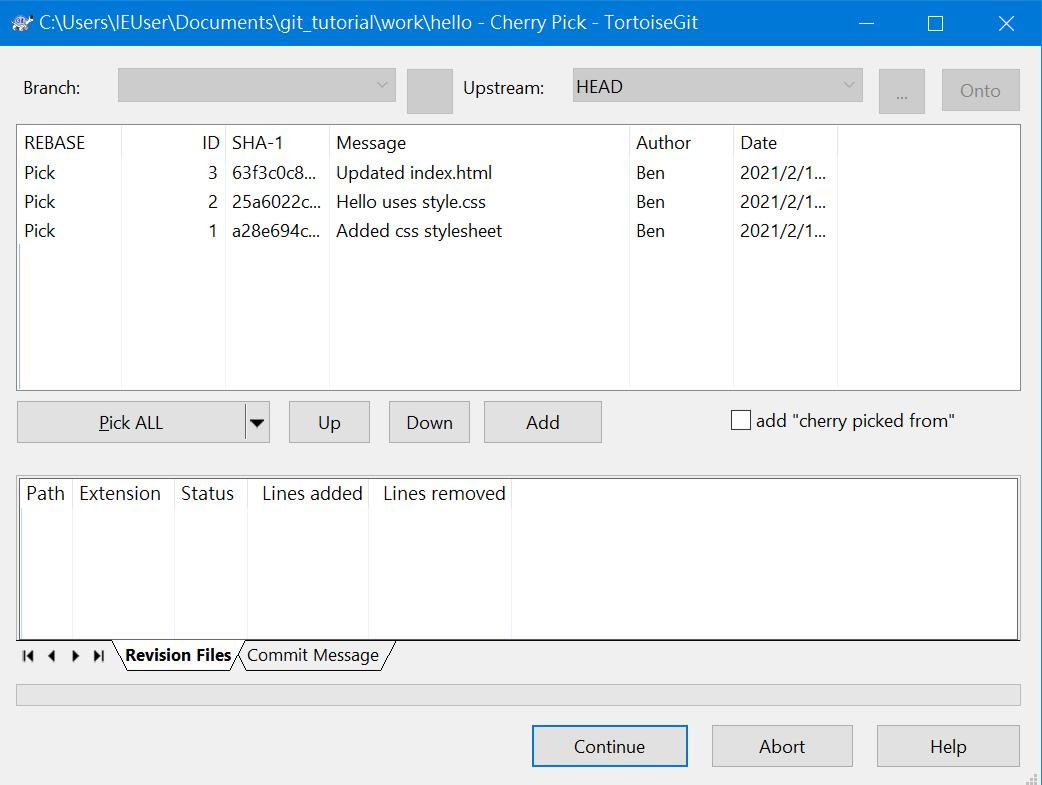 C:\Users\IEUser\Documents\git_tutorial\work\hello - Cherry Pick - TortoiseGit
Branch: Upstream: HEAD ... Onto
REBASE ID SHA-1 Message Author Date
Pick 3 63f3c0c8... Updated index.html Ben 2021/2/1...
Pick 2 25a6022c... Hello uses style.css Ben 2021/2/1...
Pick 1 a28e694c... Added css stylesheet Ben 2021/2/1...
Pick ALL Up Down Add add "cherry picked from"
Path Extension Status Lines added Lines removed
Revision Files Commit Message
Continue Abort Help